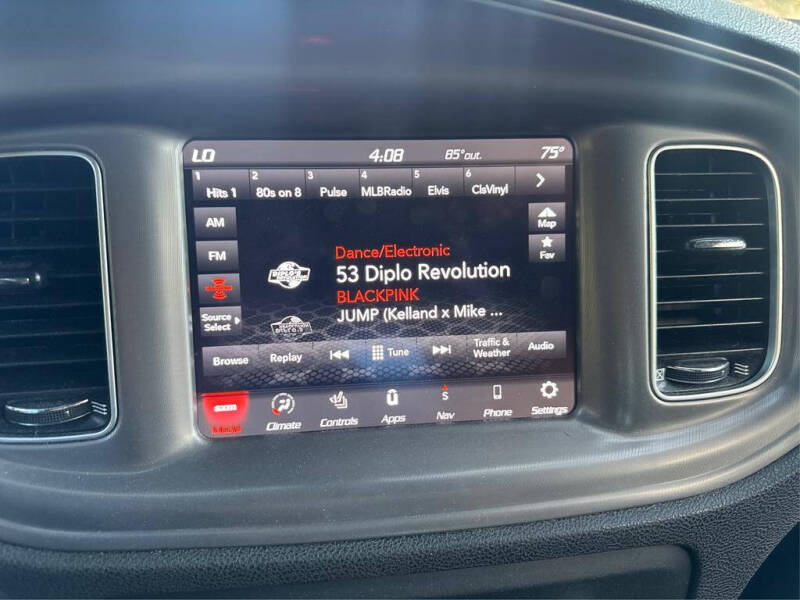 LO 4:08 85°out. 75°
1 Hits 1 2 80s on 8 3 Pulse 4 MLBRadio 5 Elvis 6 ClsVinyl
AM
FM
Source
Select
Map
Fav
Dance/Electronic
53 Diplo Revolution
BLACKPINK
JUMP (Kelland x Mike ...
DIPLO'S
Browse Replay Tune Traffic &
Weather Audio
sxm Climate Controls Apps S Nav Phone Settings